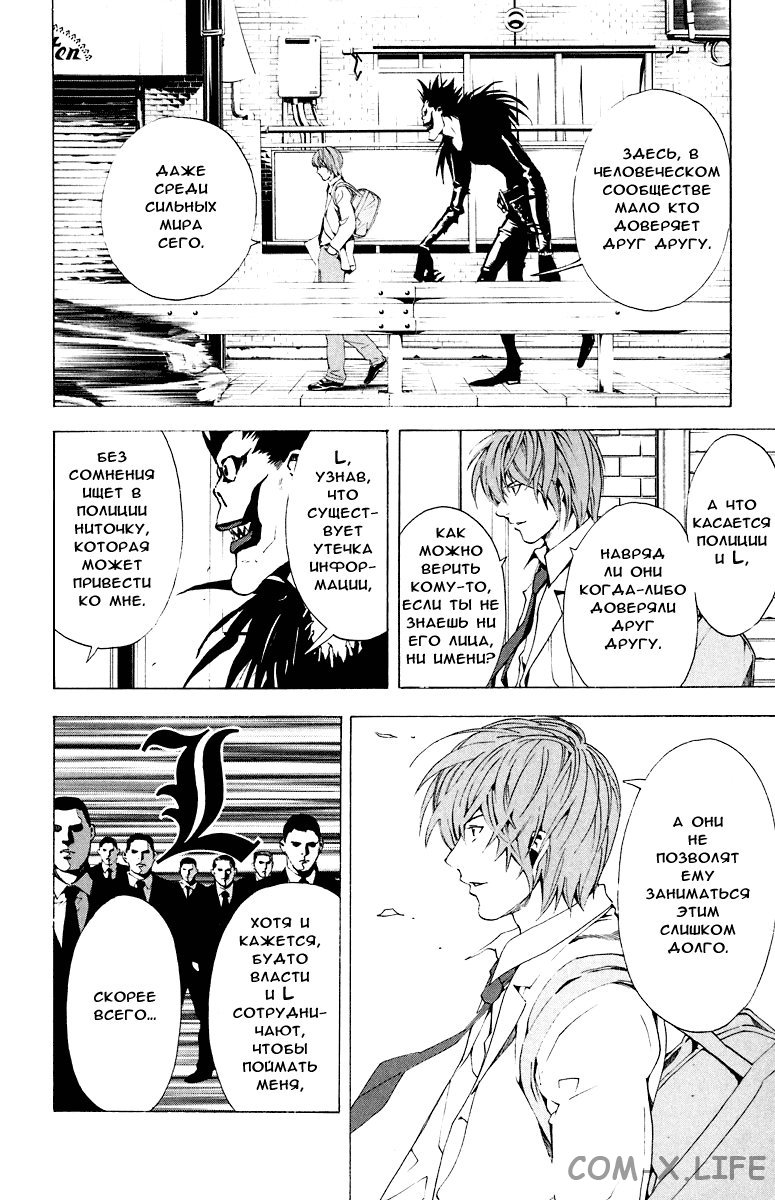 ten
ЗДЕСЬ, В
ЧЕЛОВЕЧЕСКОМ
СООБЩЕСТВЕ
МАЛО КТО
ДОВЕРЯЕТ
ДРУГ ДРУГУ.
ДАЖЕ
СРЕДИ
СИЛЬНЫХ
МИРА
СЕГО.
А ЧТО
КАСАЕТСЯ
ПОЛИЦИИ
И L,
НАВРЯД
ЛИ ОНИ
КОГДА-ЛИБО
ДОВЕРЯЛИ
ДРУГ
ДРУГУ.
КАК
МОЖНО
ВЕРИТЬ
КОМУ-ТО,
ЕСЛИ ТЫ НЕ
ЗНАЕШЬ НИ
ЕГО ЛИЦА,
НИ ИМЕНИ?
L,
УЗНАВ,
ЧТО
СУЩЕСТ-
ВУЕТ
УТЕЧКА
ИНФОР-
МАЦИИ,
БЕЗ
СОМНЕНИЯ
ИЩЕТ В
ПОЛИЦИИ
НИТОЧКУ,
КОТОРАЯ
МОЖЕТ
ПРИВЕСТИ
КО МНЕ.
А ОНИ
НЕ
ПОЗВОЛЯТ
ЕМУ
ЗАНИМАТЬСЯ
ЭТИМ
СЛИШКОМ
ДОЛГО.
L
ХОТЯ И
КАЖЕТСЯ,
БУДТО
ВЛАСТИ
И L
СОТРУДНИ-
ЧАЮТ,
ЧТОБЫ
ПОЙМАТЬ
МЕНЯ,
СКОРЕЕ
ВСЕГО...
COM-X.LIFE